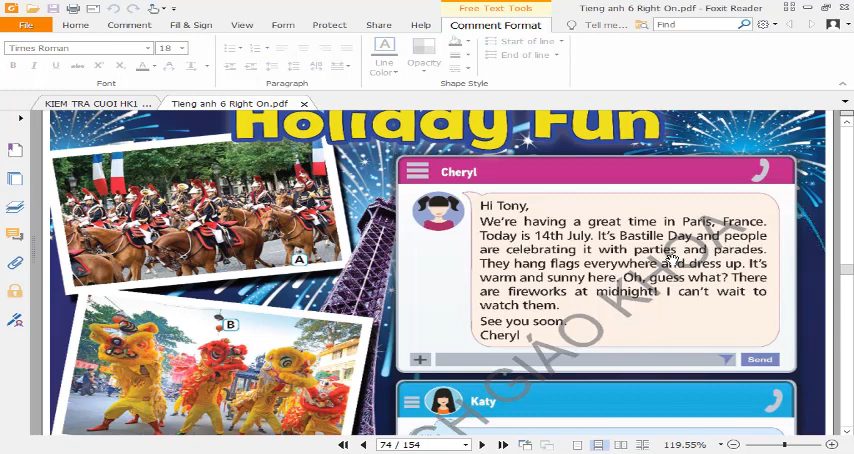 Free Text Tools
Tieng anh 6 Right On.pdf - Foxit Reader
File Home Comment Fill & Sign Form Protect Share Help Comment Format Tell me... Find
Times Roman 18
B I U abc X² X₂ A T
Line Color
Opacity
Start of line
End of line
Font Paragraph Shape Style
KIEM TRA CUOI HK1 ... Tieng anh 6 Right On.pdf
Holiday Fun
Cheryl
Hi Tony,
We're having a great time in Paris, France.
Today is 14th July. It's Bastille Day and people
are celebrating it with parties and parades.
They hang flags everywhere and dress up. It's
warm and sunny here. Oh, guess what? There
are fireworks at midnight! I can't wait to
watch them.
See you soon.
Cheryl
Send
A
B
Katy
CH GIÁO KHOA
74 / 154 119.55%